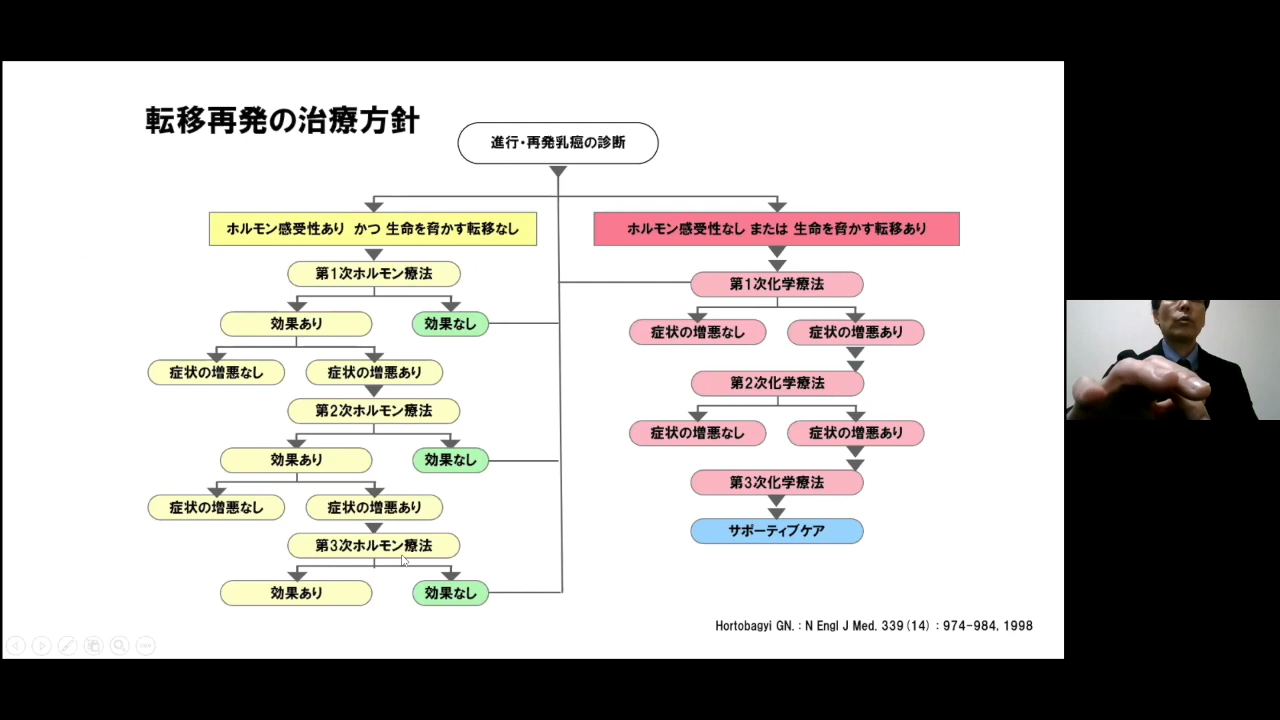 転移再発の治療方針
進行・再発乳癌の診断
ホルモン感受性あり かつ 生命を脅かす転移なし
第1次ホルモン療法
効果あり
効果なし
症状の増悪なし
症状の増悪あり
第2次ホルモン療法
効果あり
効果なし
症状の増悪なし
症状の増悪あり
第3次ホルモン療法
効果あり
効果なし
ホルモン感受性なし または 生命を脅かす転移あり
第1次化学療法
症状の増悪なし
症状の増悪あり
第2次化学療法
症状の増悪なし
症状の増悪あり
第3次化学療法
サポーティブケア
Hortobagyi GN. : N Engl J Med. 339(14) : 974-984, 1998